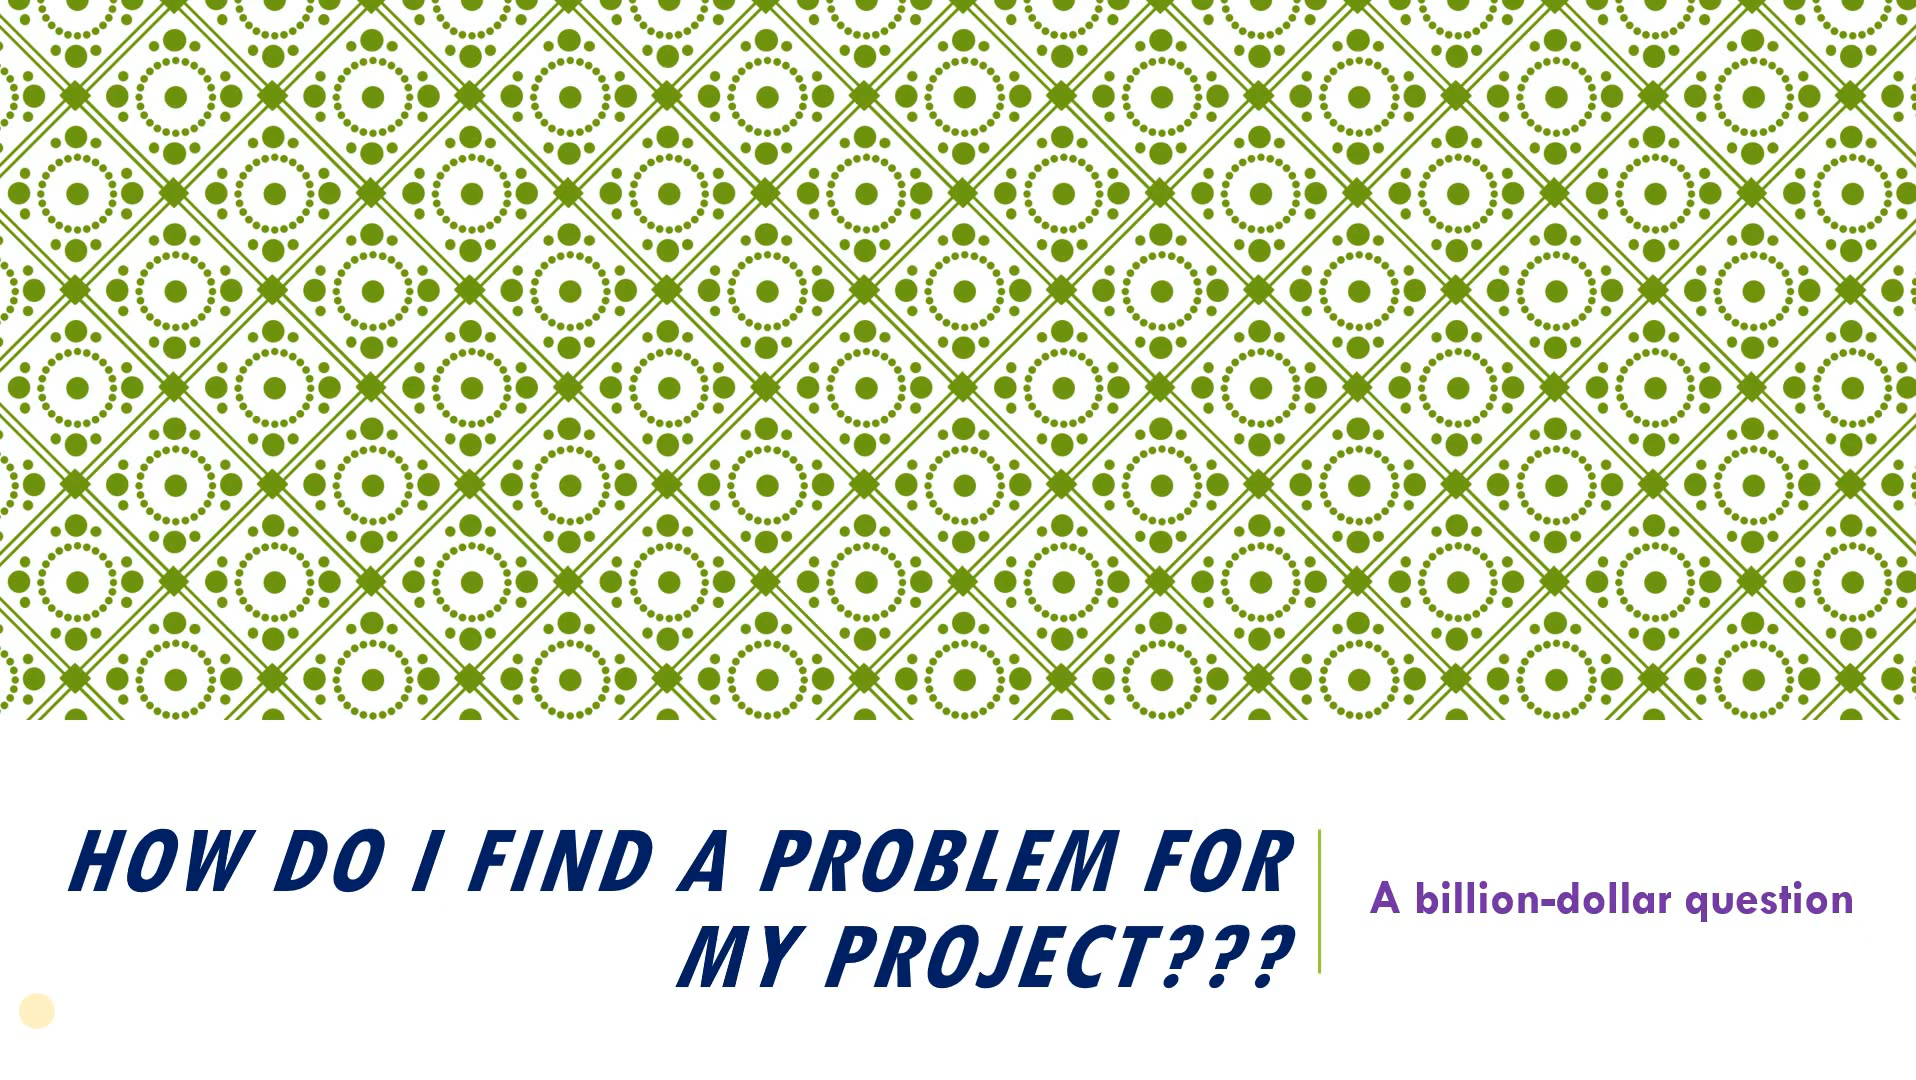 HOW DO I FIND A PROBLEM FOR
MY PROJECT???
A billion-dollar question